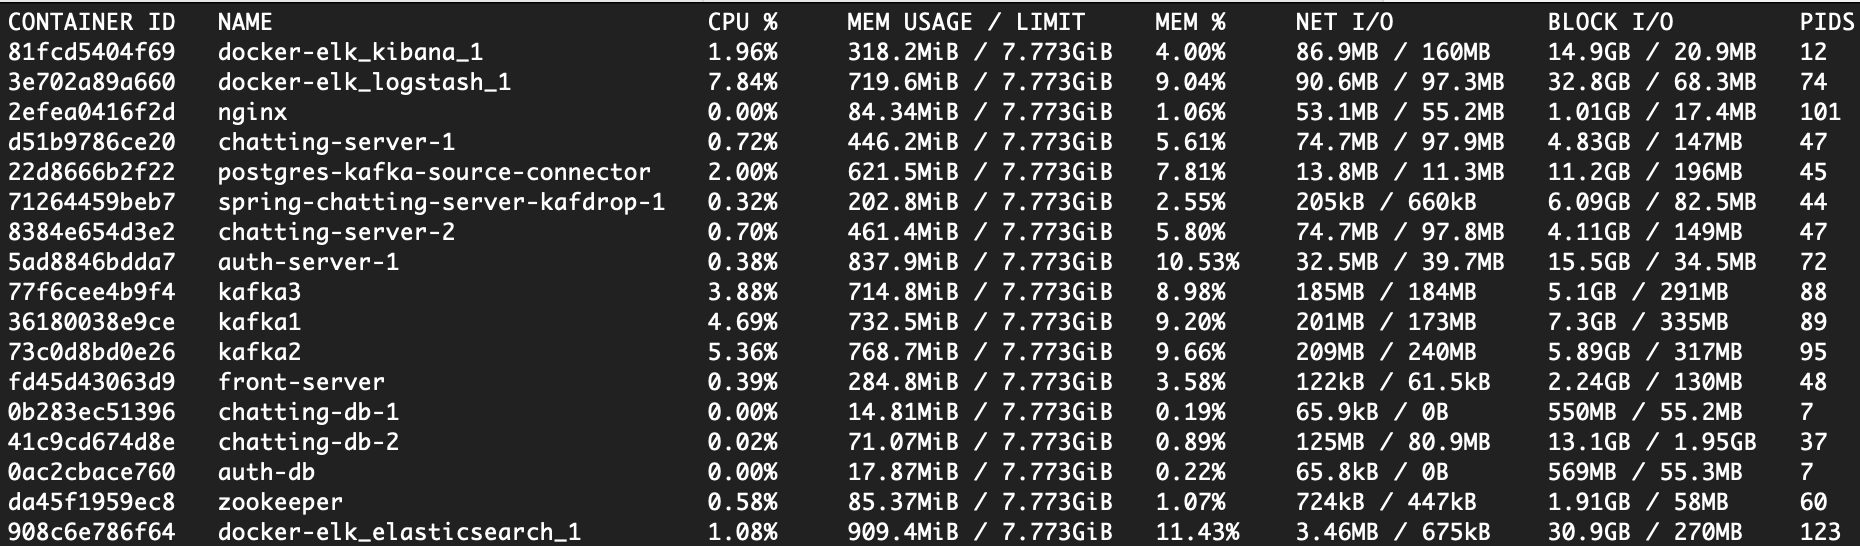 CONTAINER ID   NAME                             CPU %     MEM USAGE / LIMIT     MEM %     NET I/O           BLOCK I/O         PIDS
81fcd5404f69   docker-elk_kibana_1              1.96%     318.2MiB / 7.773GiB   4.00%     86.9MB / 160MB    14.9GB / 20.9MB   12
3e702a89a660   docker-elk_logstash_1            7.84%     719.6MiB / 7.773GiB   9.04%     90.6MB / 97.3MB   32.8GB / 68.3MB   74
2efea0416f2d   nginx                            0.00%     84.34MiB / 7.773GiB   1.06%     53.1MB / 55.2MB   1.01GB / 17.4MB   101
d51b9786ce20   chatting-server-1                0.72%     446.2MiB / 7.773GiB   5.61%     74.7MB / 97.9MB   4.83GB / 147MB    47
22d8666b2f22   postgres-kafka-source-connector  2.00%     621.5MiB / 7.773GiB   7.81%     13.8MB / 11.3MB   11.2GB / 196MB    45
71264459beb7   spring-chatting-server-kafdrop-1 0.32%     202.8MiB / 7.773GiB   2.55%     205kB / 660kB     6.09GB / 82.5MB   44
8384e654d3e2   chatting-server-2                0.70%     461.4MiB / 7.773GiB   5.80%     74.7MB / 97.8MB   4.11GB / 149MB    47
5ad8846bdda7   auth-server-1                    0.38%     837.9MiB / 7.773GiB   10.53%    32.5MB / 39.7MB   15.5GB / 34.5MB   72
77f6cee4b9f4   kafka3                           3.88%     714.8MiB / 7.773GiB   8.98%     185MB / 184MB     5.1GB / 291MB     88
36180038e9ce   kafka1                           4.69%     732.5MiB / 7.773GiB   9.20%     201MB / 173MB     7.3GB / 335MB     89
73c0d8bd0e26   kafka2                           5.36%     768.7MiB / 7.773GiB   9.66%     209MB / 240MB     5.89GB / 317MB    95
fd45d43063d9   front-server                     0.39%     284.8MiB / 7.773GiB   3.58%     122kB / 61.5kB    2.24GB / 130MB    48
0b283ec51396   chatting-db-1                    0.00%     14.81MiB / 7.773GiB   0.19%     65.9kB / 0B       550MB / 55.2MB    7
41c9cd674d8e   chatting-db-2                    0.02%     71.07MiB / 7.773GiB   0.89%     125MB / 80.9MB    13.1GB / 1.95GB   37
0ac2cbace760   auth-db                          0.00%     17.87MiB / 7.773GiB   0.22%     65.8kB / 0B       569MB / 55.3MB    7
da45f1959ec8   zookeeper                        0.58%     85.37MiB / 7.773GiB   1.07%     724kB / 447kB     1.91GB / 58MB     60
908c6e786f64   docker-elk_elasticsearch_1       1.08%     909.4MiB / 7.773GiB   11.43%    3.46MB / 675kB    30.9GB / 270MB    123